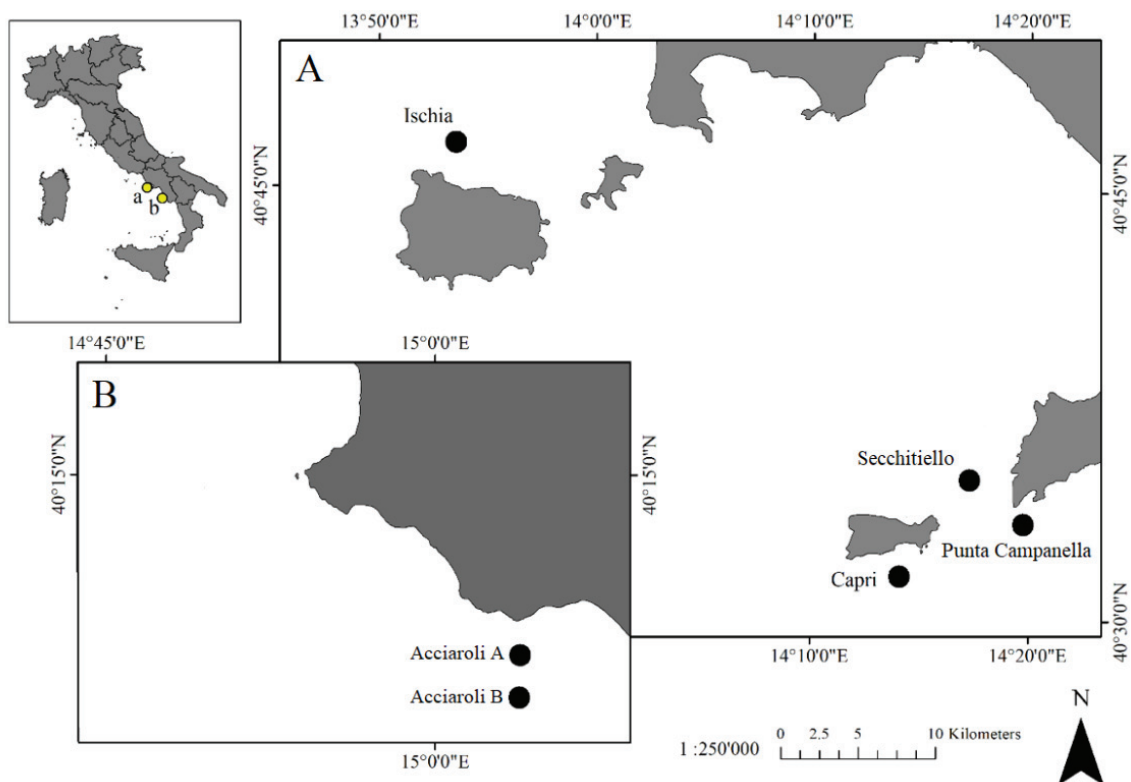 13°50'0"E 14°0'0"E 14°10'0"E 14°20'0"E
A
Ischia
40°45'0"N
40°45'0"N
a
b
14°45'0"E 15°0'0"E
B
Secchitiello
40°15'0"N
40°15'0"N
Punta Campanella
Capri
40°30'0"N
Acciaroli A
14°10'0"E 14°20'0"E
Acciaroli B
N
15°0'0"E
1 :250'000
0 2.5 5 10 Kilometers